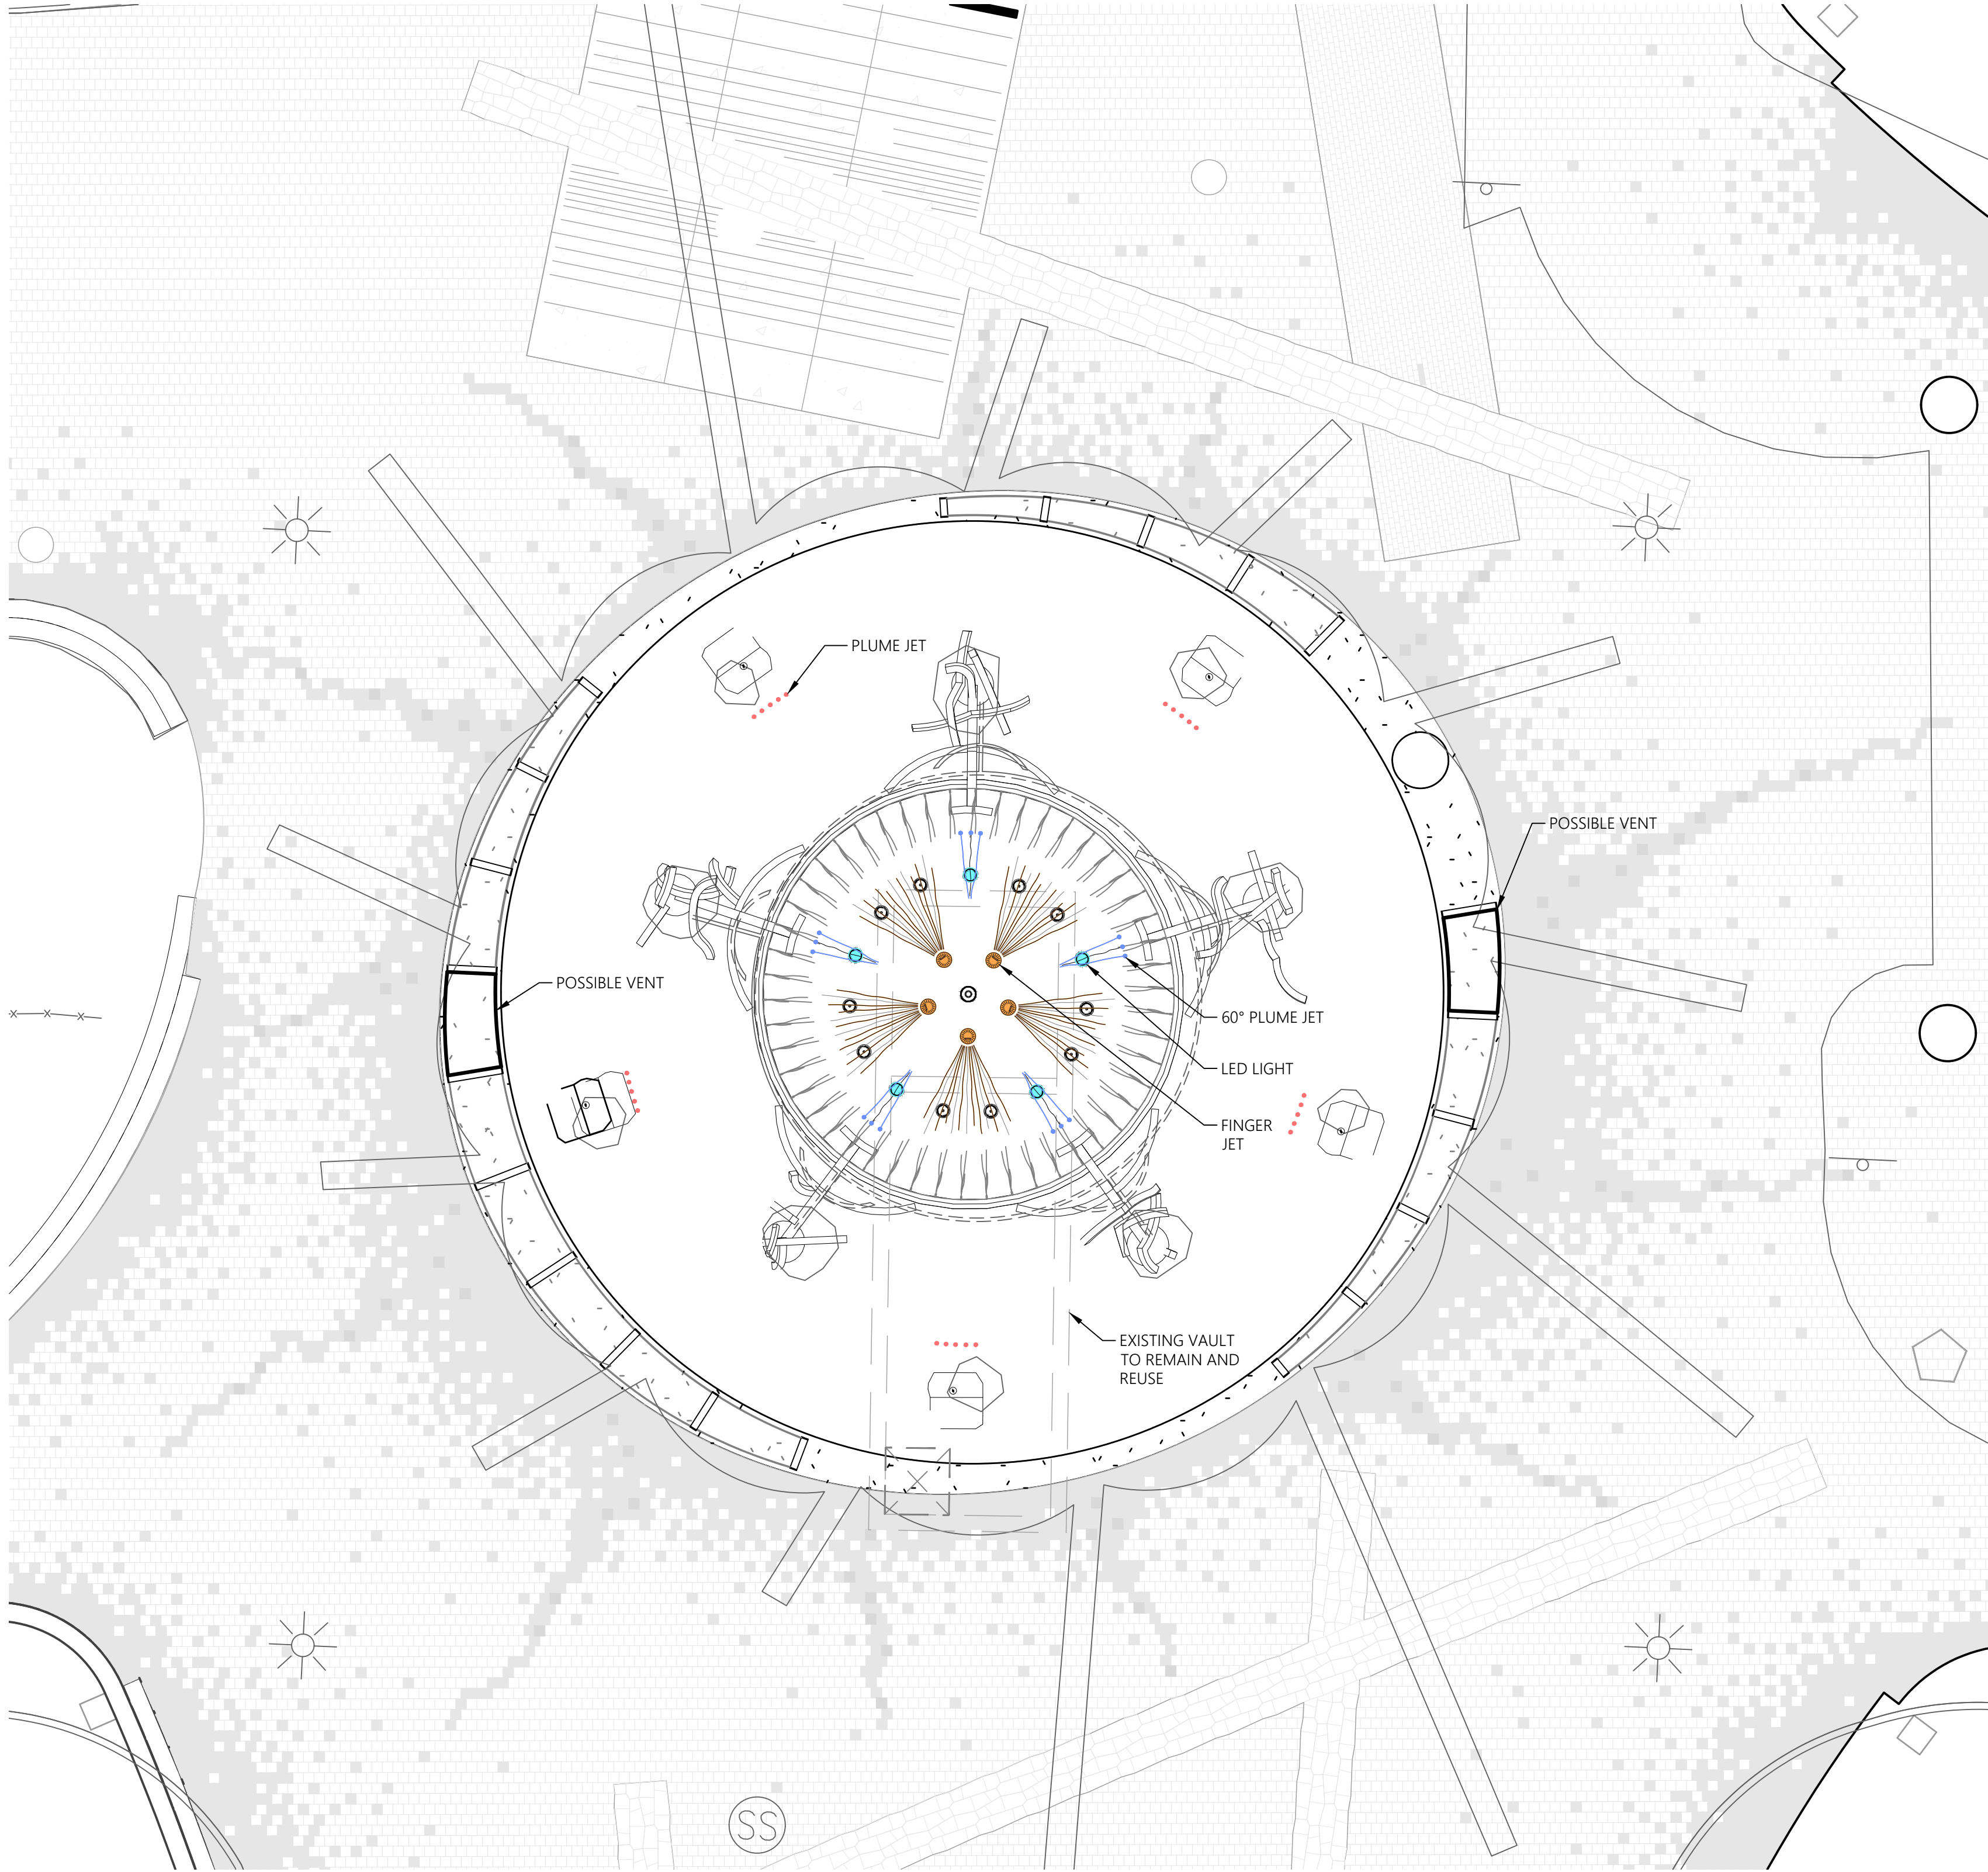 PLUME JET
POSSIBLE VENT
POSSIBLE VENT
60° PLUME JET
LED LIGHT
FINGER
JET
EXISTING VAULT
TO REMAIN AND
REUSE
SS